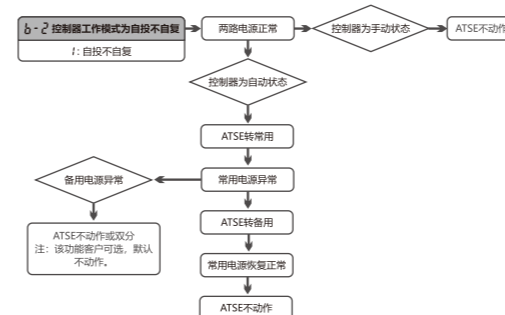 b-2 控制器工作模式为自投不自复
1: 自投不自复
两路电源正常
控制器为手动状态
ATSE不动作
控制器为自动状态
ATSE转常用
备用电源异常
常用电源异常
ATSE不动作或双分
注：该功能客户可选，默认
不动作。
ATSE转备用
常用电源恢复正常
ATSE不动作